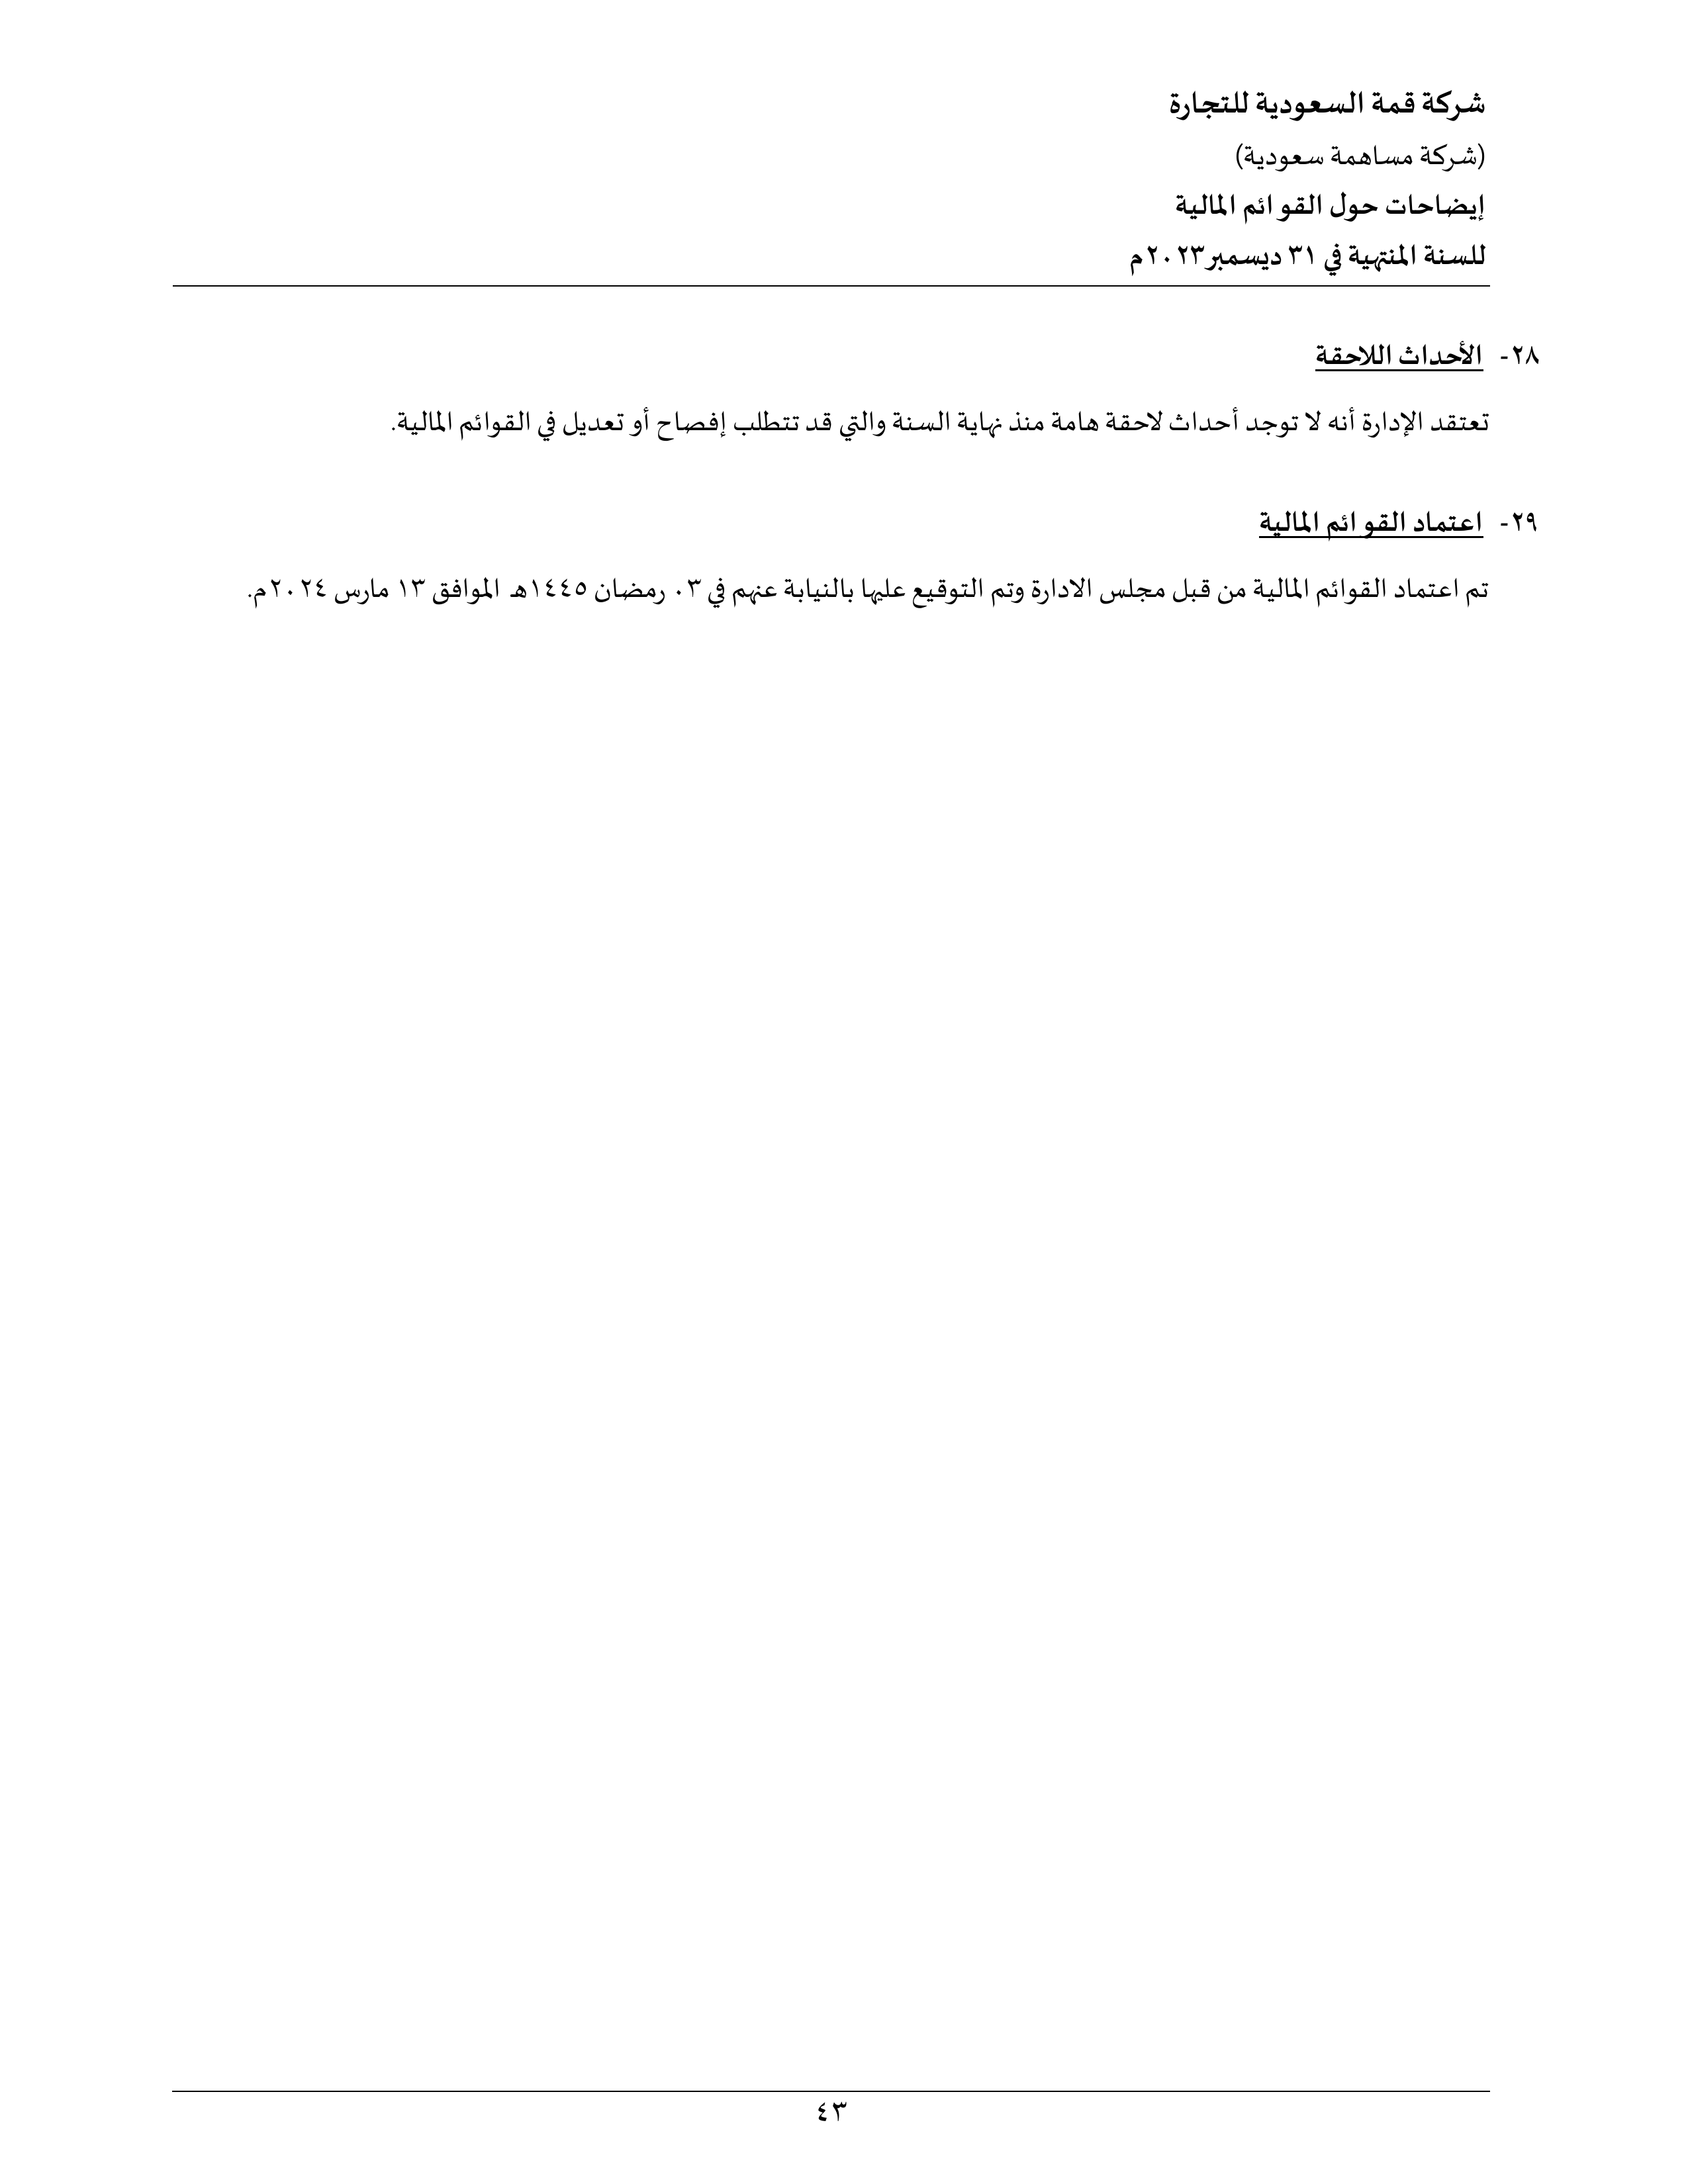 شركة قمة السعودية للتجارة
(شركة مساهمة سعودية)
إيضاحات حول القوائم المالية
للسنة المنتهية في ٣١ ديسمبر٢٠٢٣م
٢٨- الأحداث اللاحقة
تعتقد الإدارة أنه لا توجد أحداث لاحقة هامة منذ نهاية السنة والتي قد تتطلب إفصاح أو تعديل في القوائم المالية.
٢٩- اعتماد القوائم المالية
تم اعتماد القوائم المالية من قبل مجلس الادارة وتم التوقيع عليها بالنيابة عنهم في ٠٣ رمضان ١٤٤٥هـ الموافق ١٣ مارس ٢٠٢٤م.
٤٣